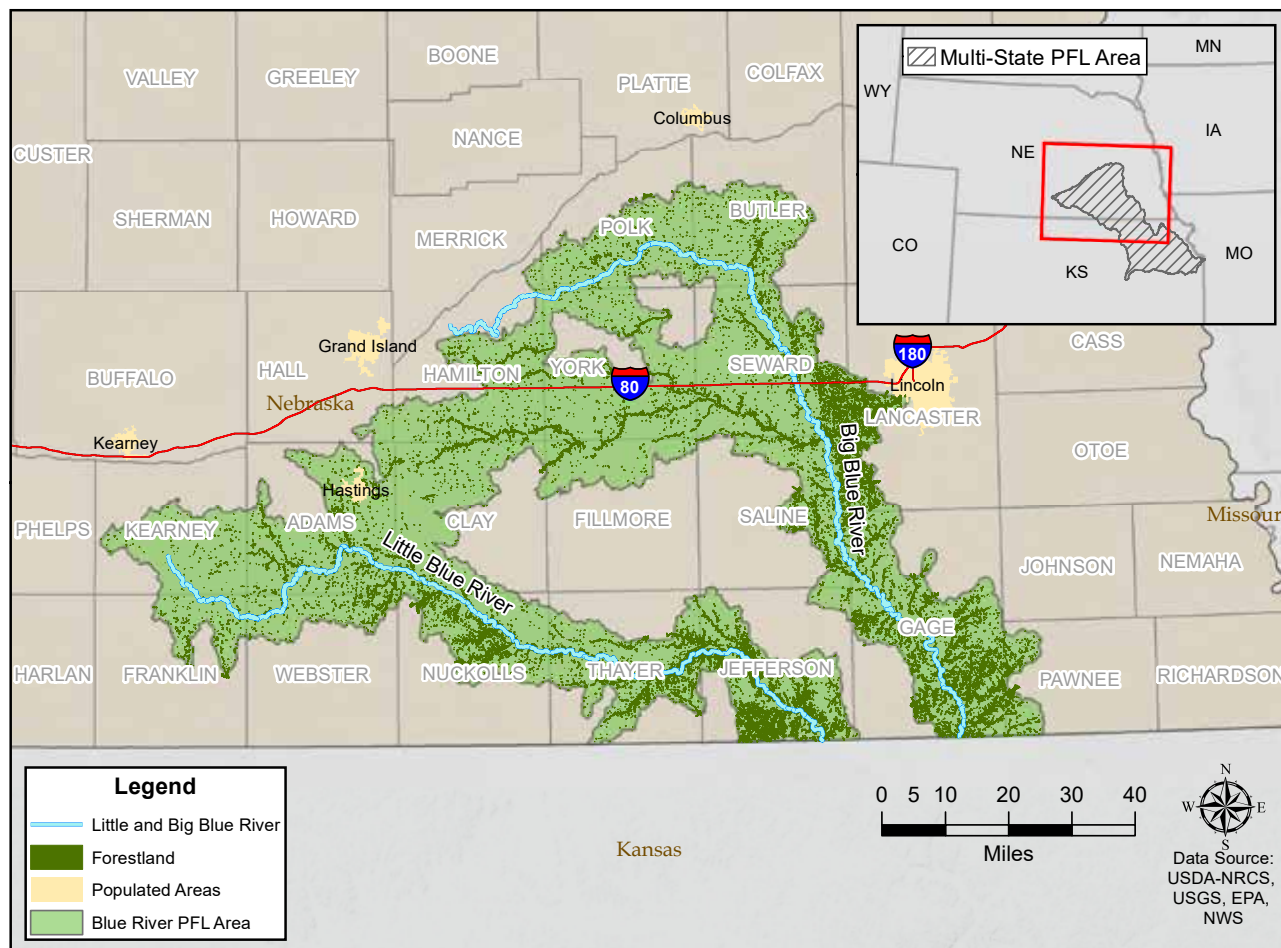 BOONE
PLATTE
COLFAX
VALLEY
GREELEY
Columbus
NANCE
CUSTER
SHERMAN
HOWARD
BUTLER
POLK
MERRICK
Grand Island
HALL
BUFFALO
HAMILTON
YORK
SEWARD
80
180
Lincoln
LANCASTER
CASS
Nebraska
Kearney
OTOE
Big Blue River
Hastings
PHELPS
KEARNEY
ADAMS
CLAY
FILLMORE
SALINE
Missour
JOHNSON
NEMAHA
Little Blue River
GAGE
HARLAN
FRANKLIN
WEBSTER
NUCKOLLS
THAYER
JEFFERSON
PAWNEE
RICHARDSON
Kansas
Multi-State PFL Area
MN
WY
IA
NE
CO
KS
MO
Legend
Little and Big Blue River
Forestland
Populated Areas
Blue River PFL Area
0 5 10 20 30 40
Miles
N
W E
S
Data Source:
USDA-NRCS,
USGS, EPA,
NWS